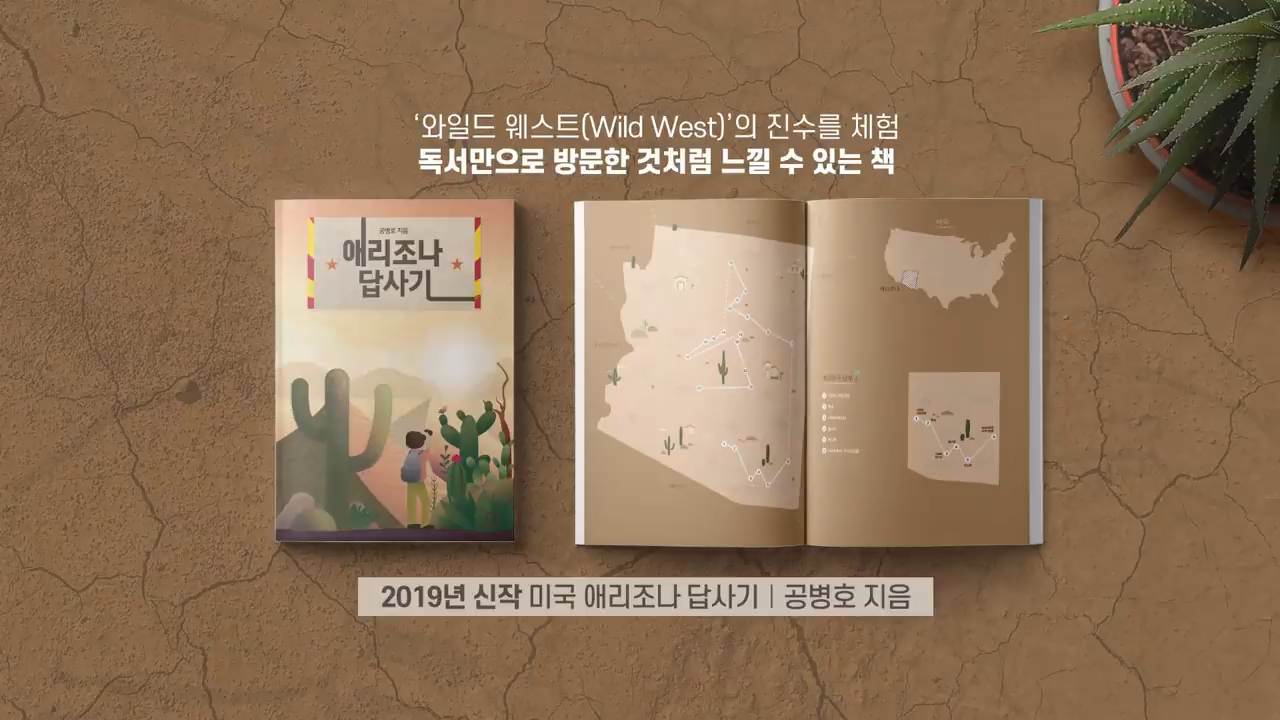 ‘와일드 웨스트(Wild West)’의 진수를 체험
독서만으로 방문한 것처럼 느낄 수 있는 책
공병호 지음
애리조나
답사기
2019년 신작 미국 애리조나 답사기 | 공병호 지음